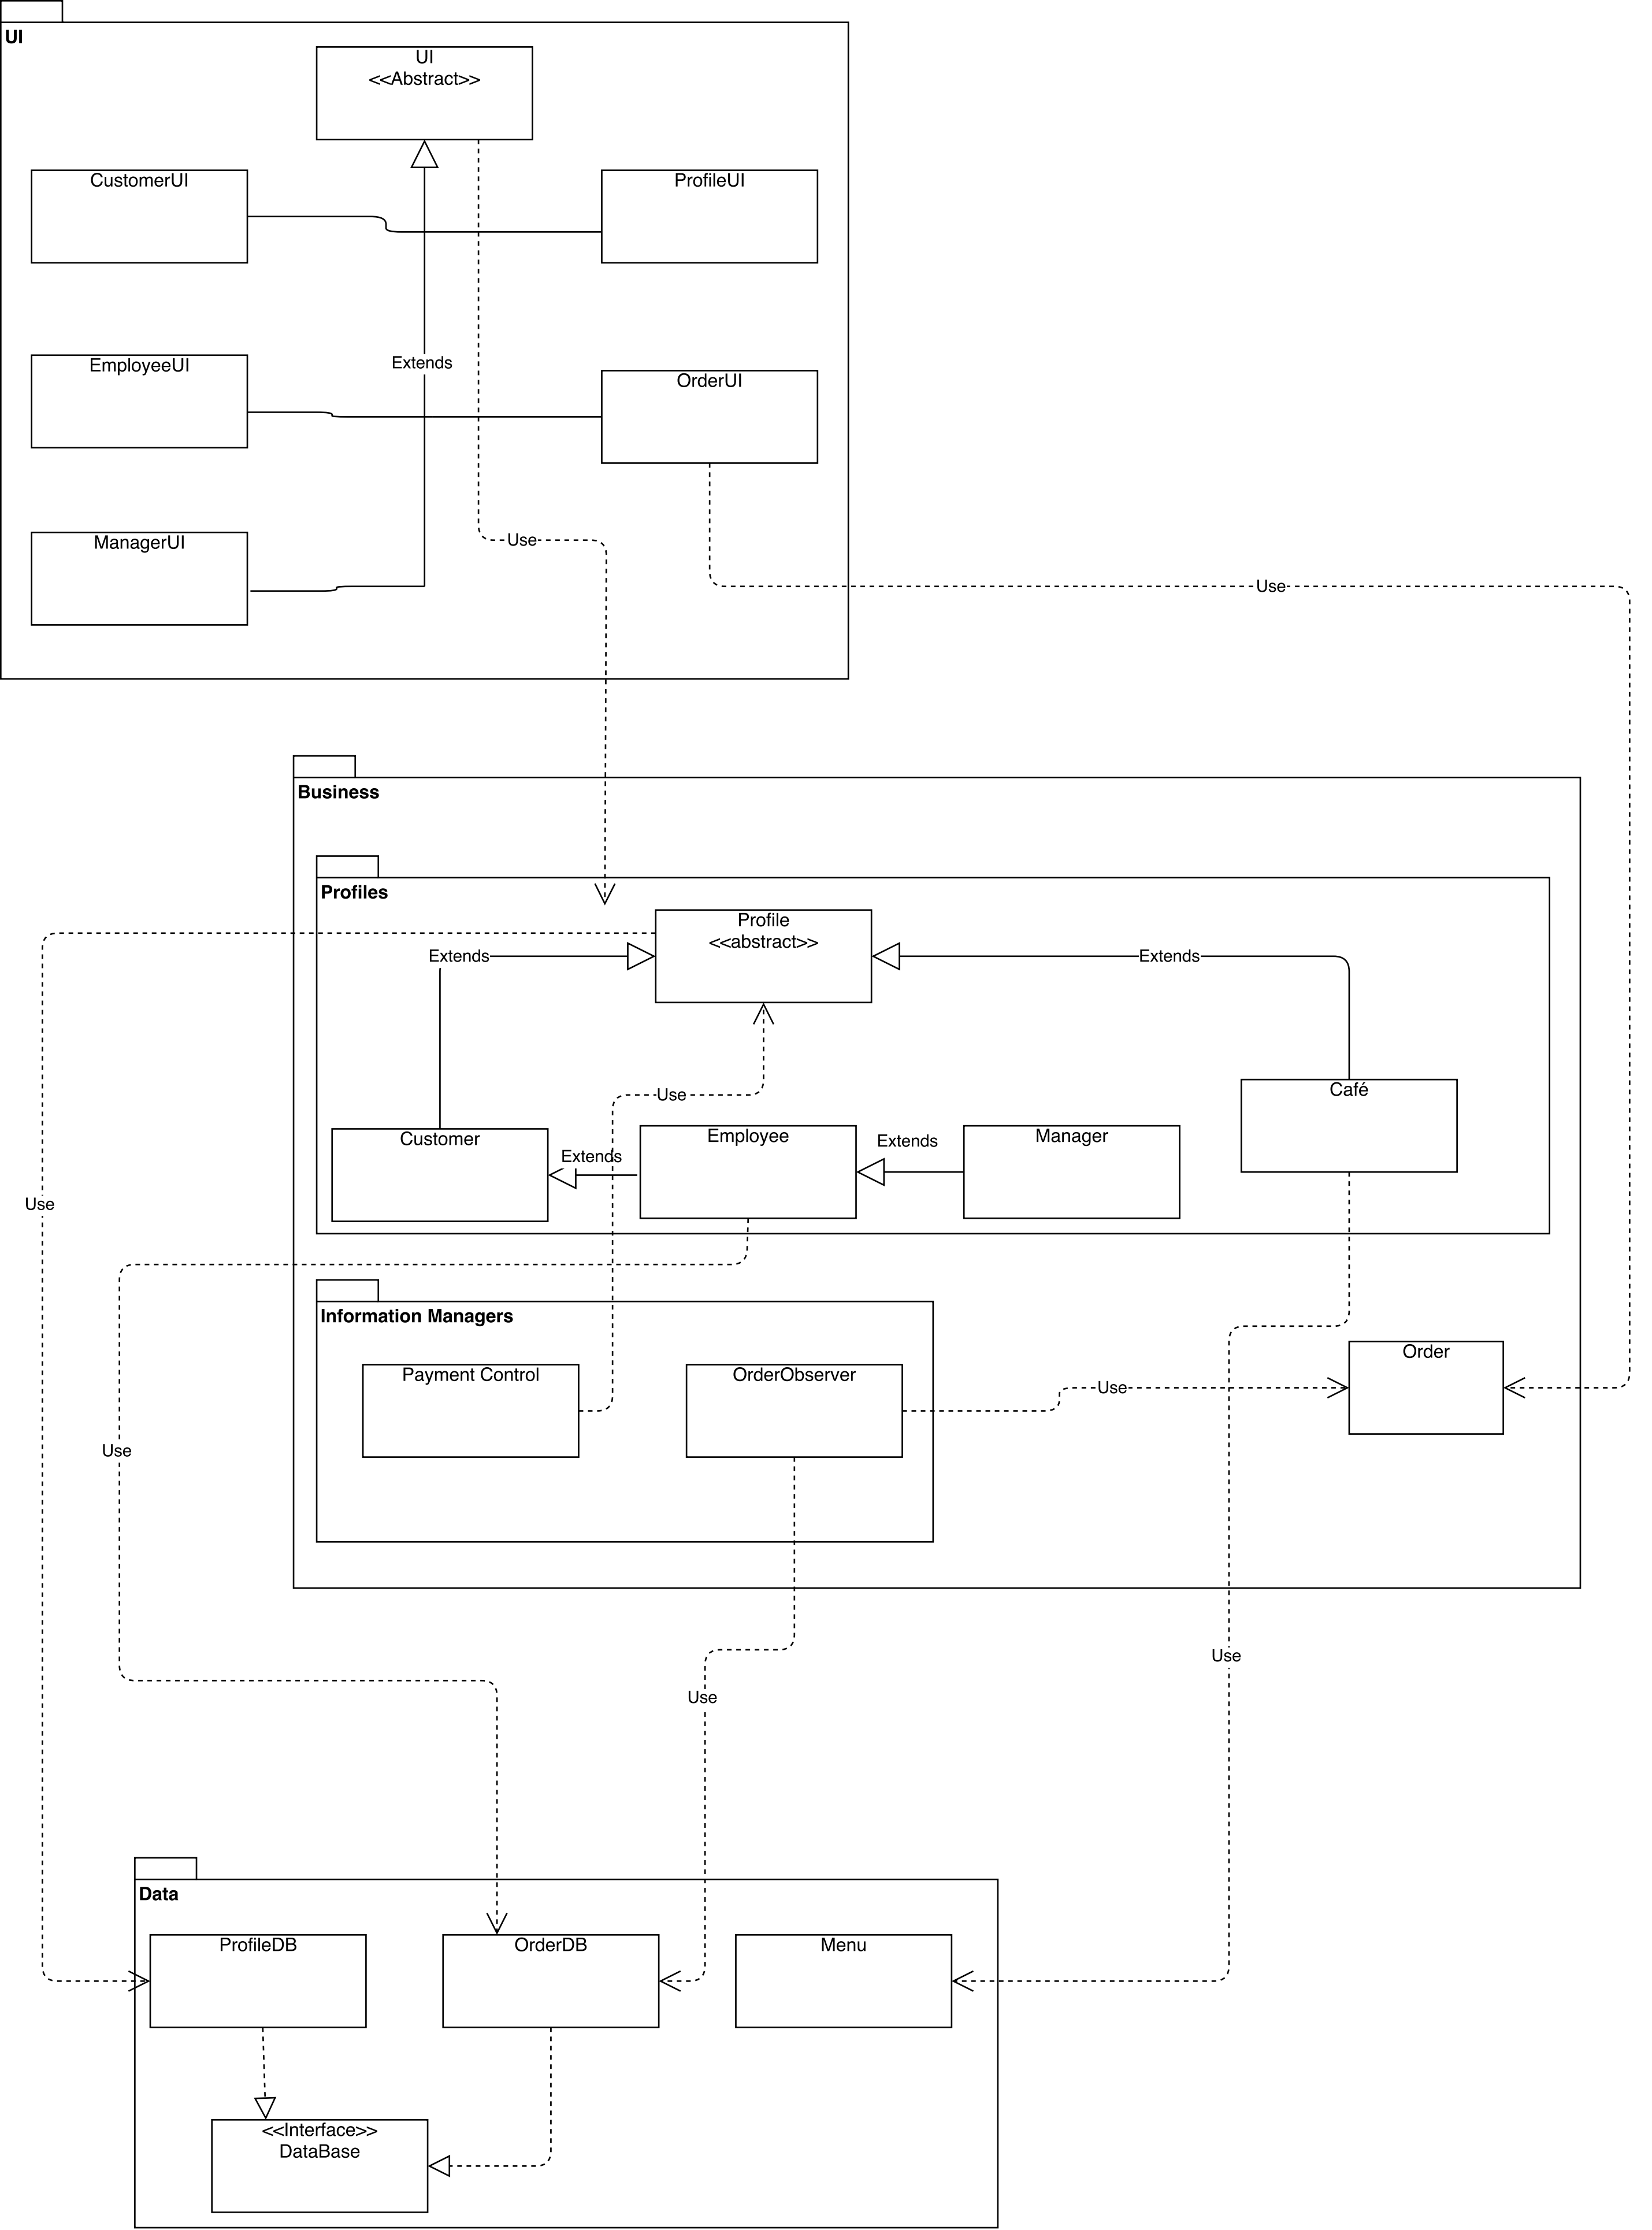 UI
UI
<<Abstract>>
CustomerUI
ProfileUI
EmployeeUI
Extends
OrderUI
ManagerUI
Use
Use
Business
Profiles
Profile
<<abstract>>
Extends
Extends
Use
Café
Customer
Extends
Employee
Extends
Manager
Use
Information Managers
Payment Control
OrderObserver
Use
Order
Use
Use
Use
Data
ProfileDB
OrderDB
Menu
<<Interface>>
DataBase